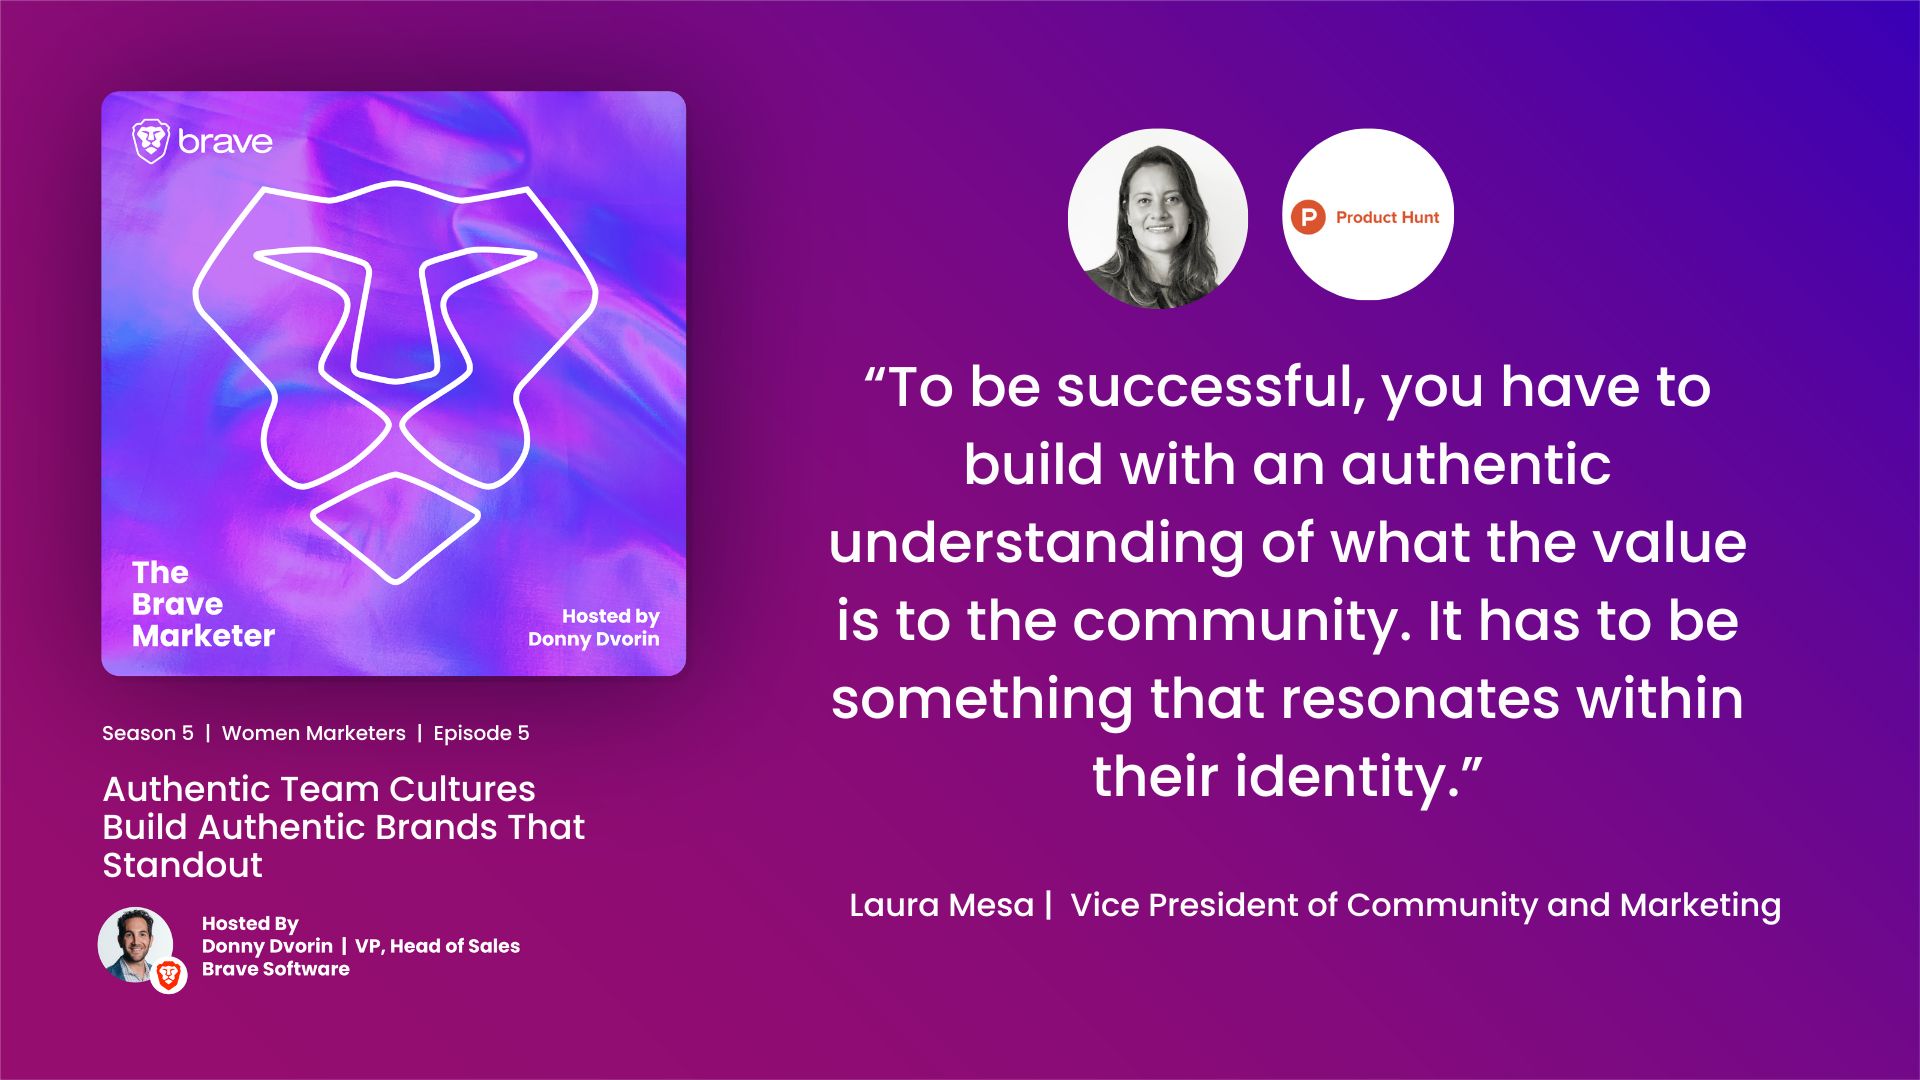 brave
The
Brave
Marketer
Hosted by
Donny Dvorin
Season 5 | Women Marketers | Episode 5
Authentic Team Cultures
Build Authentic Brands That
Standout
Hosted By
Donny Dvorin | VP, Head of Sales
Brave Software
P Product Hunt
“To be successful, you have to
build with an authentic
understanding of what the value
is to the community. It has to be
something that resonates within
their identity.”
Laura Mesa | Vice President of Community and Marketing